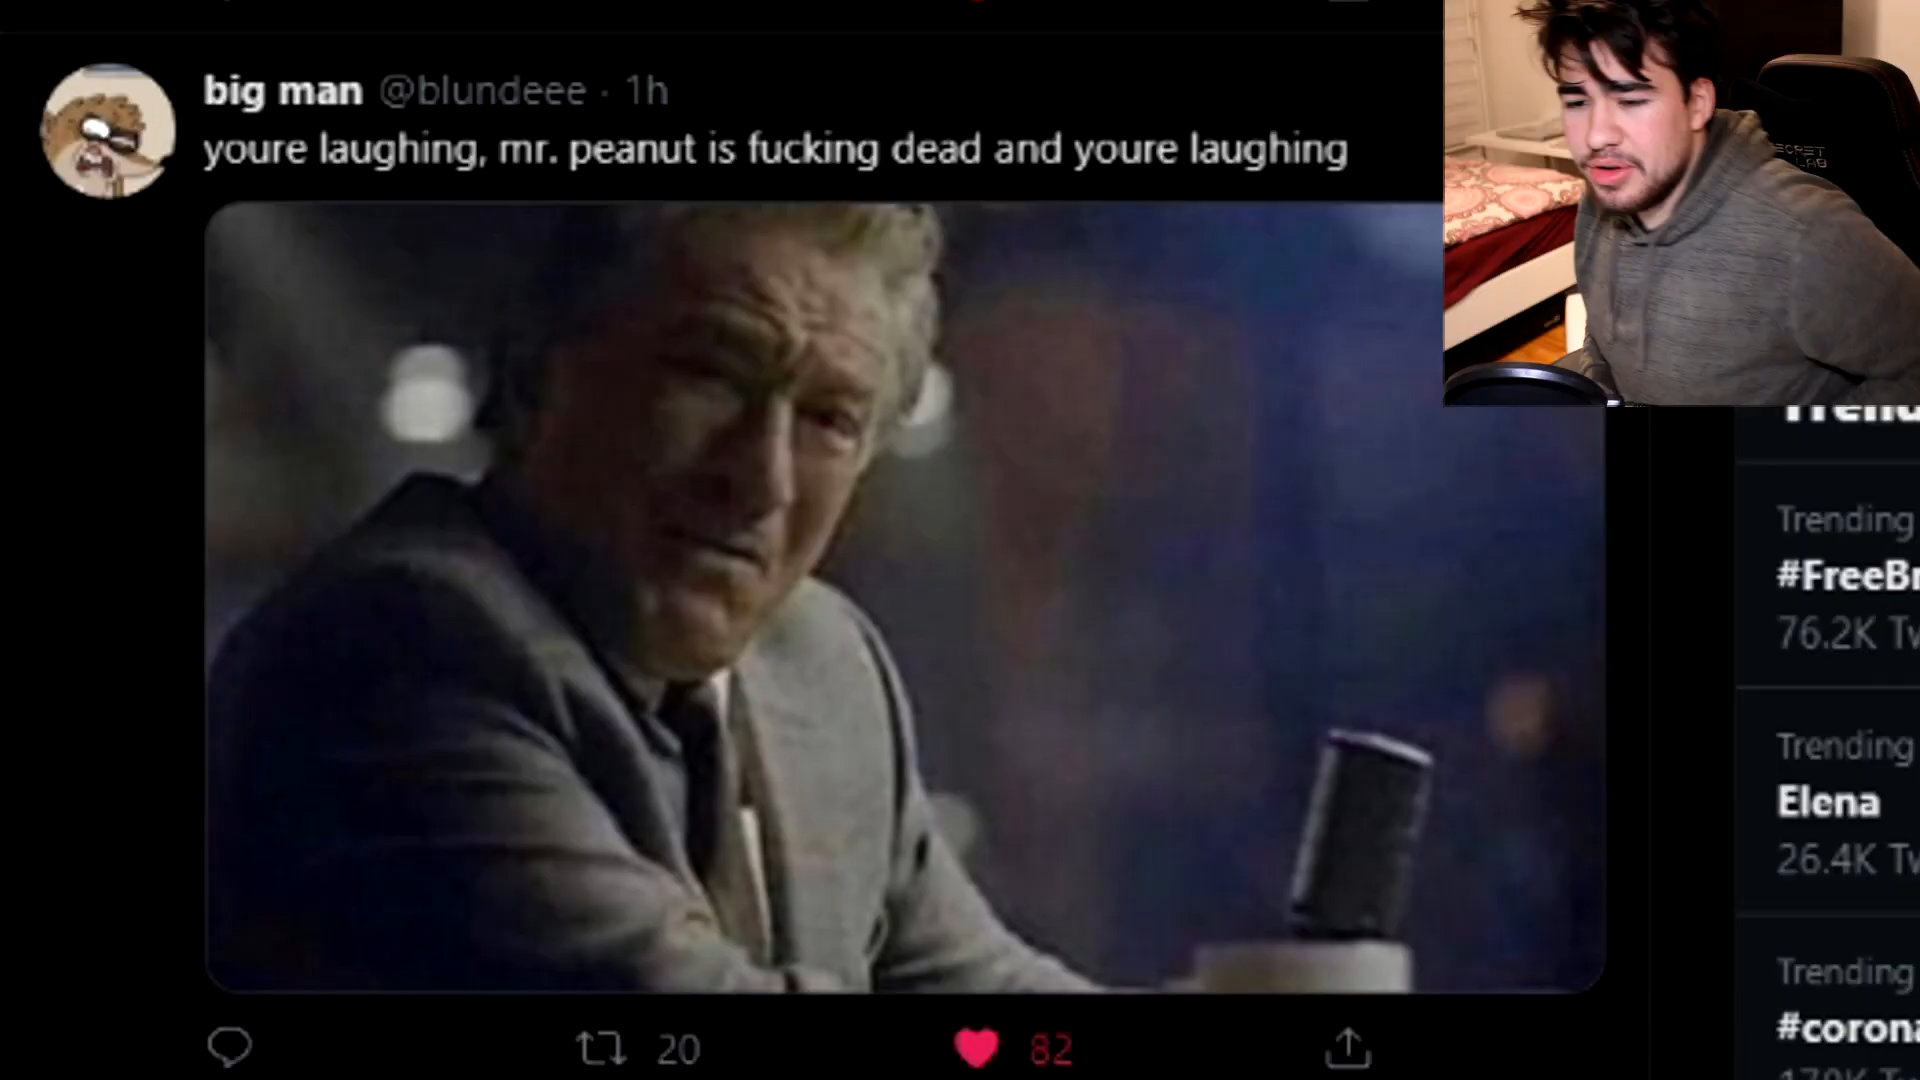 big man @blundeee · 1h
youre laughing, mr. peanut is fucking dead and youre laughing
Trending
#FreeBr
76.2K Tw
Trending
Elena
26.4K Tw
Trending
#corona
20
82